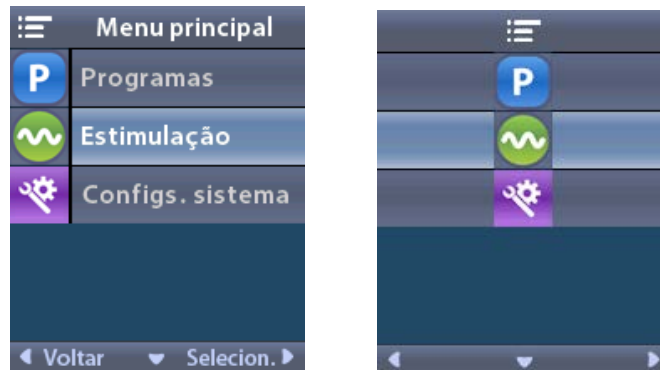 Menu principal
P Programas
Estimulação
Configs. sistema
Voltar Selecion.
P